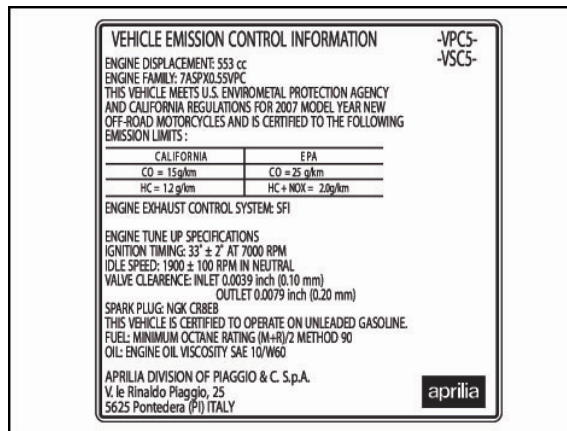 VEHICLE EMISSION CONTROL INFORMATION
-VPC5-
-VSC5-
ENGINE DISPLACEMENT: 553 cc
ENGINE FAMILY: 7ASPX0.55VPC
THIS VEHICLE MEETS U.S. ENVIROMETAL PROTECTION AGENCY
AND CALIFORNIA REGULATIONS FOR 2007 MODEL YEAR NEW
OFF-ROAD MOTORCYCLES AND IS CERTIFIED TO THE FOLLOWING
EMISSION LIMITS :
CALIFORNIA EPA
CO = 15g/km CO = 25 g/km
HC = 1.2 g/km HC + NOX = 2.0g/km
ENGINE EXHAUST CONTROL SYSTEM: SFI
ENGINE TUNE UP SPECIFICATIONS
IGNITION TIMING: 33° ± 2° AT 7000 RPM
IDLE SPEED: 1900 ± 100 RPM IN NEUTRAL
VALVE CLEARENCE: INLET 0.0039 inch (0.10 mm)
OUTLET 0.0079 inch (0.20 mm)
SPARK PLUG: NGK CR8EB
THIS VEHICLE IS CERTIFIED TO OPERATE ON UNLEADED GASOLINE.
FUEL: MINIMUM OCTANE RATING (M+R)/2 METHOD 90
OIL: ENGINE OIL VISCOSITY SAE 10/W60
APRILIA DIVISION OF PIAGGIO & C. S.p.A.
V. le Rinaldo Piaggio, 25
5625 Pontedera (PI) ITALY
aprilia